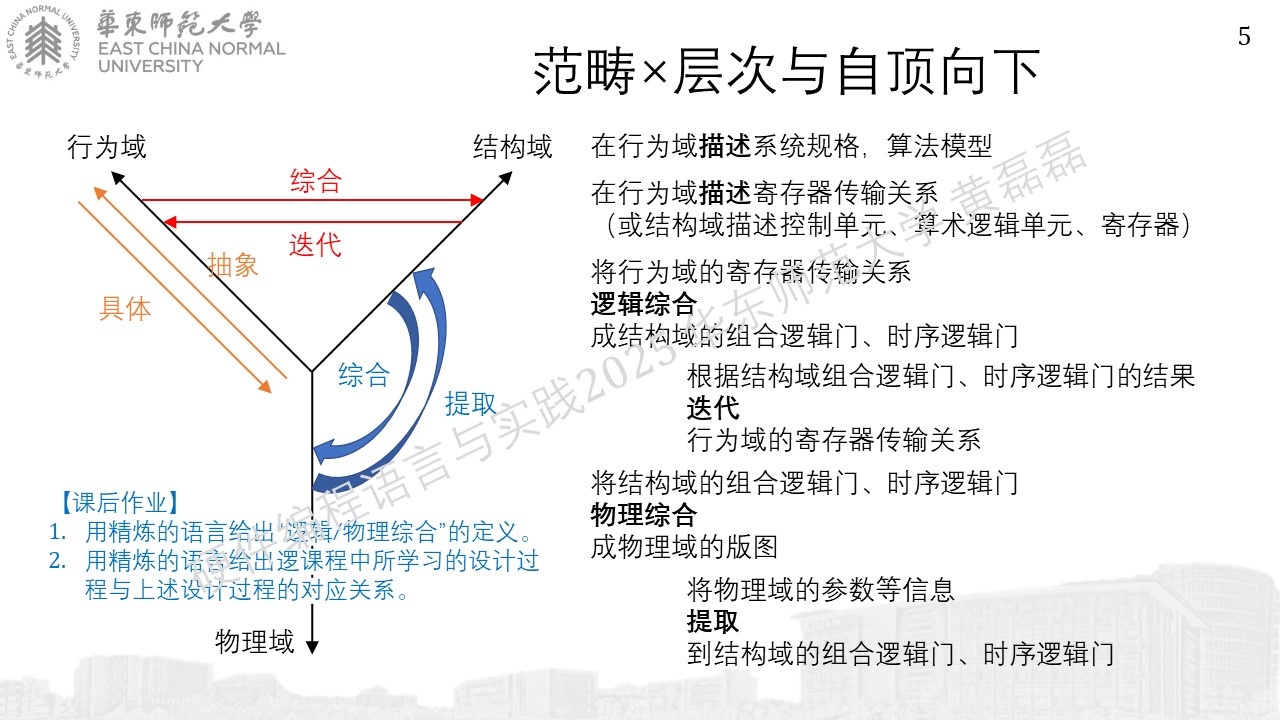 華東師範大學
EAST CHINA NORMAL
UNIVERSITY
EAST CHINA NORMAL UNIVERSITY
華東師範大學
5
范畴×层次与自顶向下
行为域
结构域
综合
迭代
抽象
具体
综合
提取
物理域
【课后作业】
1. 用精炼的语言给出“逻辑/物理综合”的定义。
2. 用精炼的语言给出逻课程中所学习的设计过
程与上述设计过程的对应关系。
在行为域描述系统规格，算法模型
在行为域描述寄存器传输关系
（或结构域描述控制单元、算术逻辑单元、寄存器）
将行为域的寄存器传输关系
逻辑综合
成结构域的组合逻辑门、时序逻辑门
根据结构域组合逻辑门、时序逻辑门的结果
迭代
行为域的寄存器传输关系
将结构域的组合逻辑门、时序逻辑门
物理综合
成物理域的版图
将物理域的参数等信息
提取
到结构域的组合逻辑门、时序逻辑门
硬件编程语言与实践2025 华东师范大学 黄磊磊